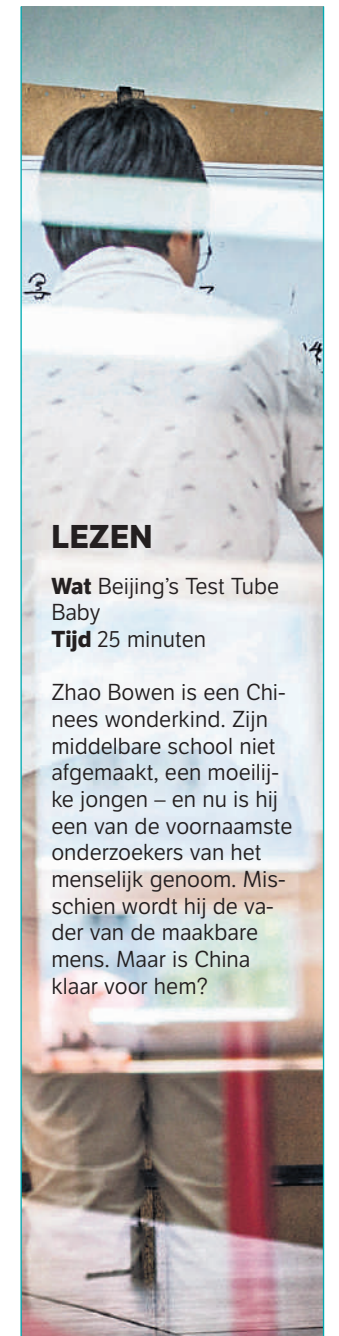 LEZEN
Wat Beijing's Test Tube
Baby
Tijd 25 minuten
Zhao Bowen is een Chi-
nees wonderkind. Zijn
middelbare school niet
afgemaakt, een moeilij-
ke jongen – en nu is hij
een van de voornaamste
onderzoekers van het
menselijk genoom. Mis-
schien wordt hij de va-
der van de maakbare
mens. Maar is China
klaar voor hem?